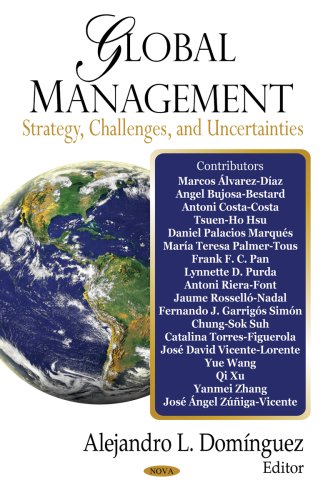 GLOBAL
MANAGEMENT
Strategy, Challenges, and Uncertainties
Contributors
Marcos Álvarez-Díaz
Angel Bujosa-Bestard
Antoni Costa-Costa
Tsuen-Ho Hsu
Daniel Palacios Marqués
María Teresa Palmer-Tous
Frank F. C. Pan
Lynnette D. Purda
Antoni Riera-Font
Jaume Rosselló-Nadal
Fernando J. Garrigós Simón
Chung-Sok Suh
Catalina Torres-Figuerola
José David Vicente-Lorente
Yue Wang
Qi Xu
Yanmei Zhang
José Ángel Zúñiga-Vicente
Alejandro L. Domínguez
Editor
NOVA